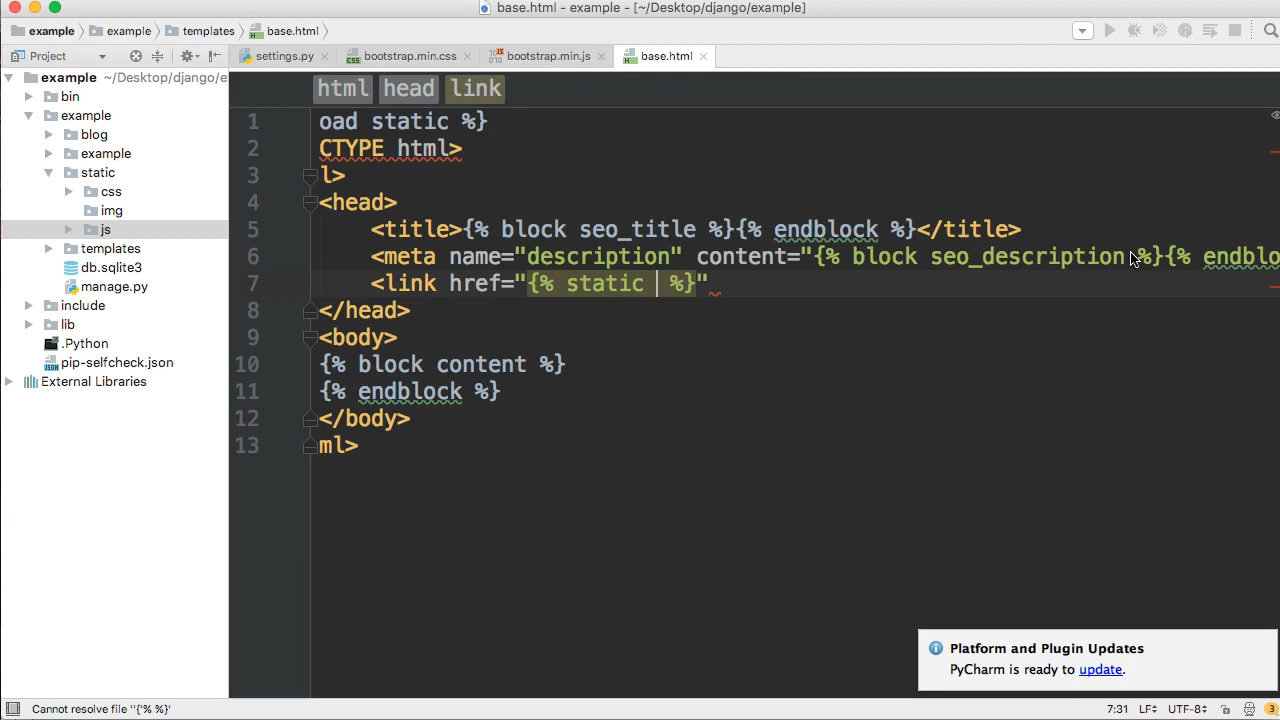 base.html - example - [~/Desktop/django/example]
example example templates base.html
Project settings.py bootstrap.min.css bootstrap.min.js base.html
example ~/Desktop/django/e
bin
example
blog
example
static
css
img
js
templates
db.sqlite3
manage.py
include
lib
.Python
pip-selfcheck.json
External Libraries
html head link
1 oad static %}
2 CTYPE html>
3 l>
4 <head>
5 <title>{% block seo_title %}{% endblock %}</title>
6 <meta name="description" content="{% block seo_description %}{% endblo
7 <link href="{% static %}"
8 </head>
9 <body>
10 {% block content %}
11 {% endblock %}
12 </body>
13 ml>
Platform and Plugin Updates
PyCharm is ready to update.
Cannot resolve file ''{'% %}' 7:31 LF UTF-8 3